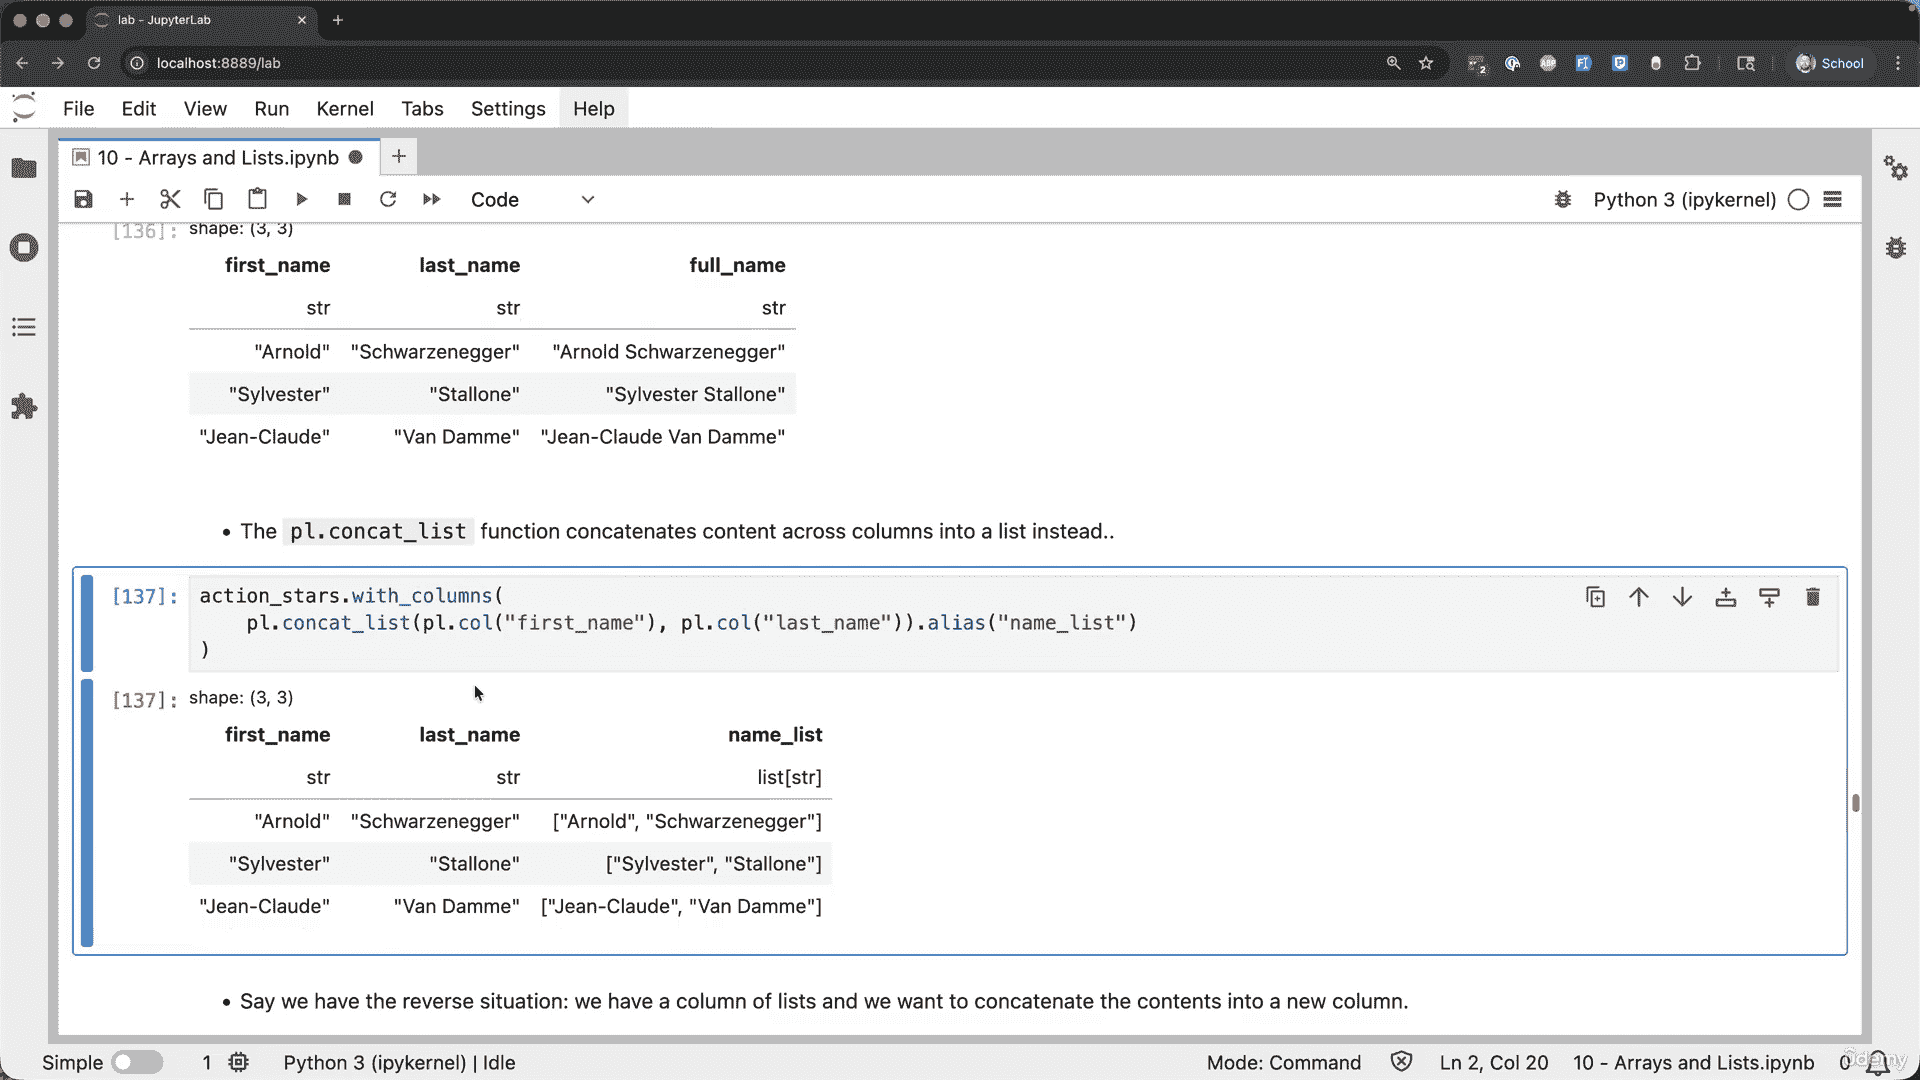 lab - JupyterLab
localhost:8889/lab
2
School
File Edit View Run Kernel Tabs Settings Help
10 - Arrays and Lists.ipynb
Code
Python 3 (ipykernel)
[136]: shape: (3, 3)
first_name last_name full_name
str str str
"Arnold" "Schwarzenegger" "Arnold Schwarzenegger"
"Sylvester" "Stallone" "Sylvester Stallone"
"Jean-Claude" "Van Damme" "Jean-Claude Van Damme"
• The pl.concat_list function concatenates content across columns into a list instead..
[137]: action_stars.with_columns(
pl.concat_list(pl.col("first_name"), pl.col("last_name")).alias("name_list")
)
[137]: shape: (3, 3)
first_name last_name name_list
str str list[str]
"Arnold" "Schwarzenegger" ["Arnold", "Schwarzenegger"]
"Sylvester" "Stallone" ["Sylvester", "Stallone"]
"Jean-Claude" "Van Damme" ["Jean-Claude", "Van Damme"]
• Say we have the reverse situation: we have a column of lists and we want to concatenate the contents into a new column.
Simple 1 Python 3 (ipykernel) | Idle Mode: Command Ln 2, Col 20 10 - Arrays and Lists.ipynb 0
udemy